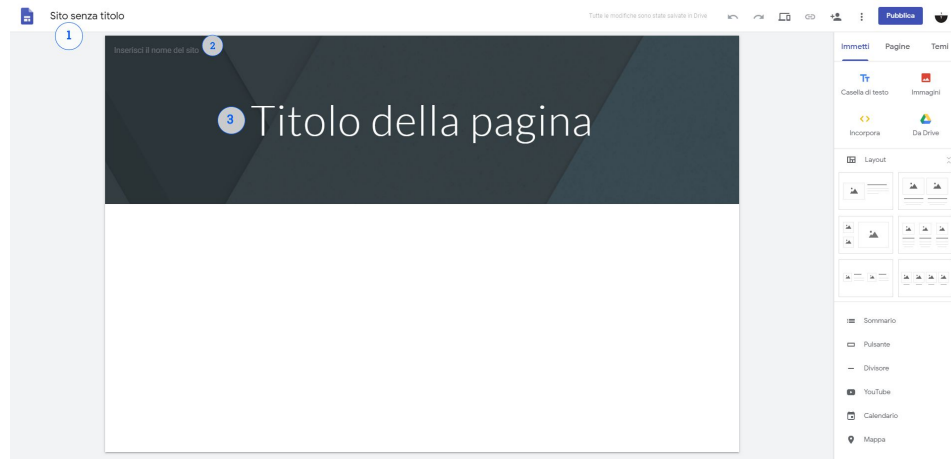 Sito senza titolo
Tutte le modifiche sono state salvate in Drive
Pubblica
1
Inserisci il nome del sito
2
3
Titolo della pagina
Immetti Pagine Temi
Casella di testo Immagini
Incorpora Da Drive
Layout
Sommario
Pulsante
Divisore
YouTube
Calendario
Mappa